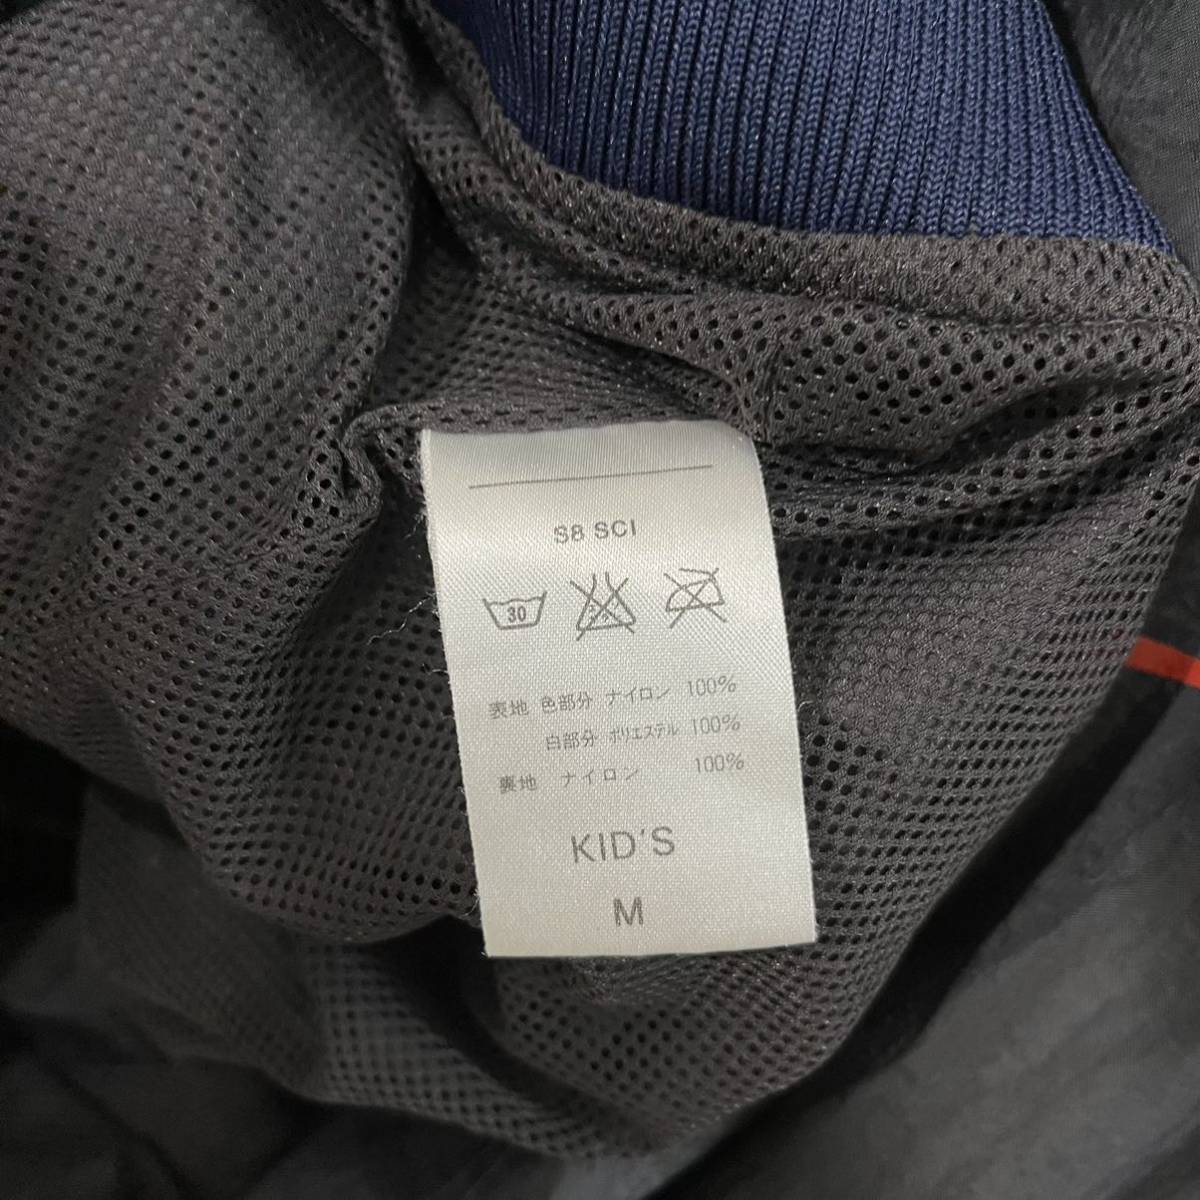 S8 SCI
30
表地 色部分 ナイロン 100%
白部分 ポリエステル 100%
裏地 ナイロン 100%
KID'S
M